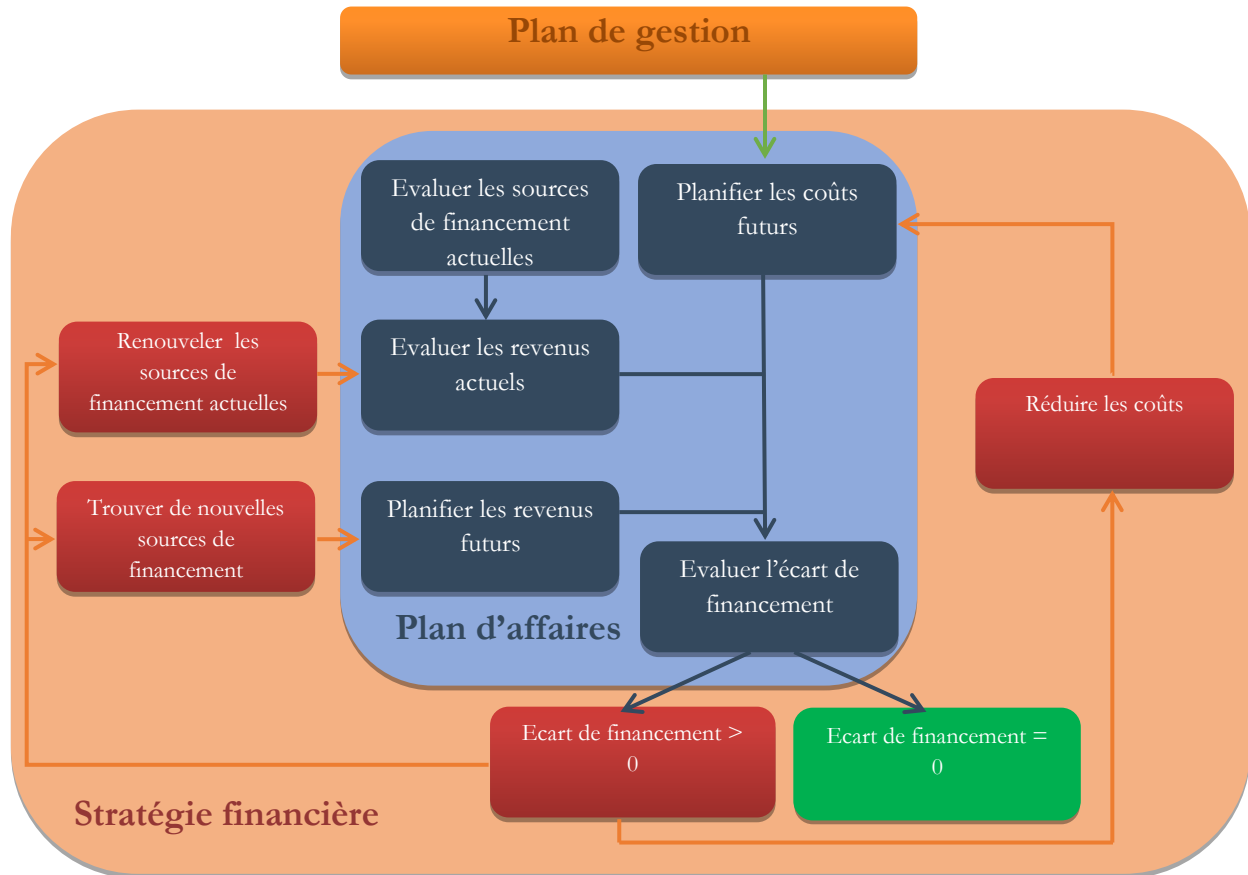 Plan de gestion
Evaluer les sources
de financement
actuelles
Planifier les coûts
futurs
Renouveler les
sources de
financement actuelles
Evaluer les revenus
actuels
Réduire les coûts
Trouver de nouvelles
sources de
financement
Planifier les revenus
futurs
Evaluer l’écart de
financement
Plan d’affaires
Ecart de financement >
0
Ecart de financement =
0
Stratégie financière